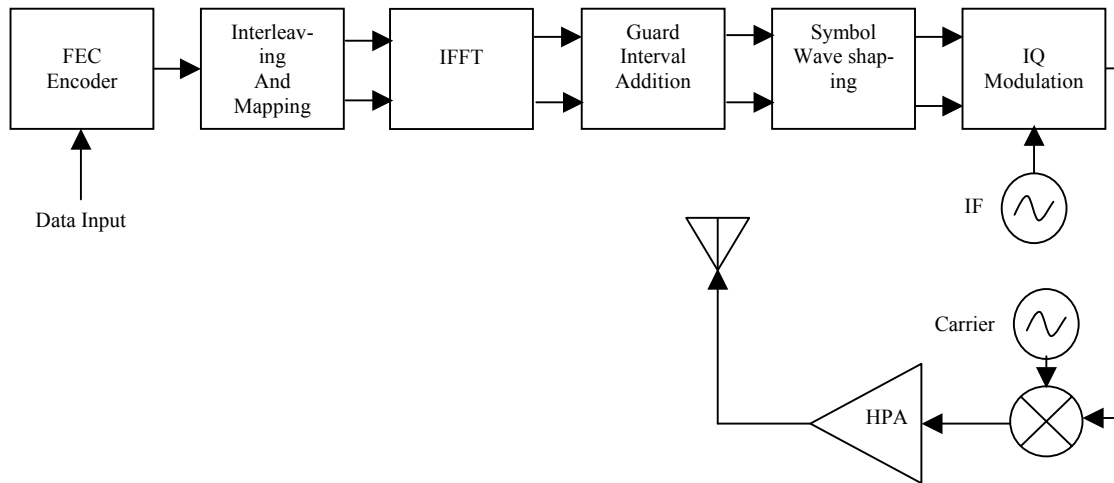 FEC
Encoder
Interleav-
ing
And
Mapping
IFFT
Guard
Interval
Addition
Symbol
Wave shap-
ing
IQ
Modulation
Data Input
IF
Carrier
HPA